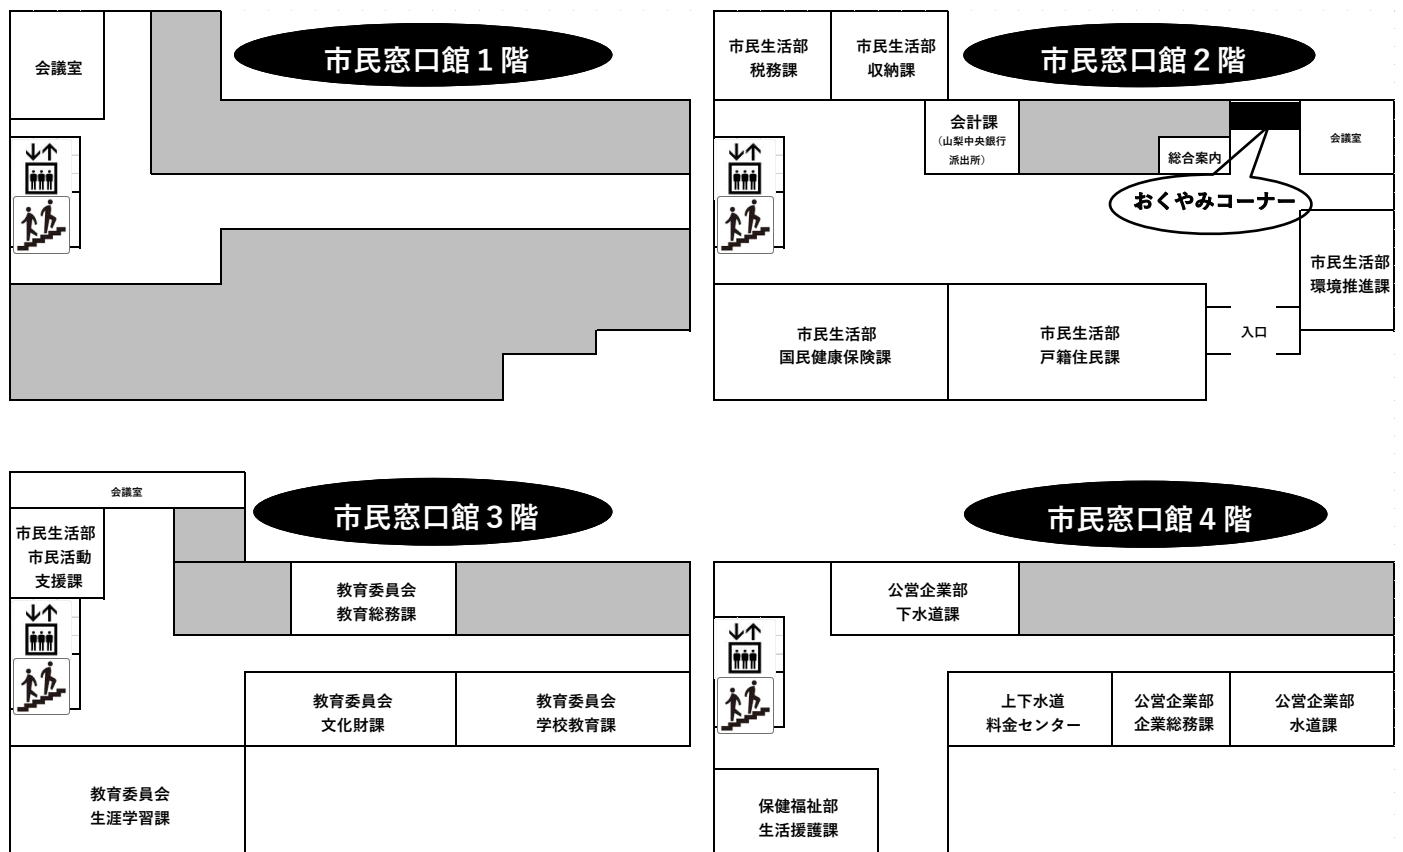 市民窓口館１階
会議室
市民窓口館２階
市民生活部
税務課
市民生活部
収納課
会計課
（山梨中央銀行
派出所）
総合案内
会議室
おくやみコーナー
市民生活部
環境推進課
市民生活部
国民健康保険課
市民生活部
戸籍住民課
入口
市民窓口館３階
会議室
市民生活部
市民活動
支援課
教育委員会
教育総務課
教育委員会
文化財課
教育委員会
学校教育課
教育委員会
生涯学習課
市民窓口館４階
公営企業部
下水道課
上下水道
料金センター
公営企業部
企業総務課
公営企業部
水道課
保健福祉部
生活援護課